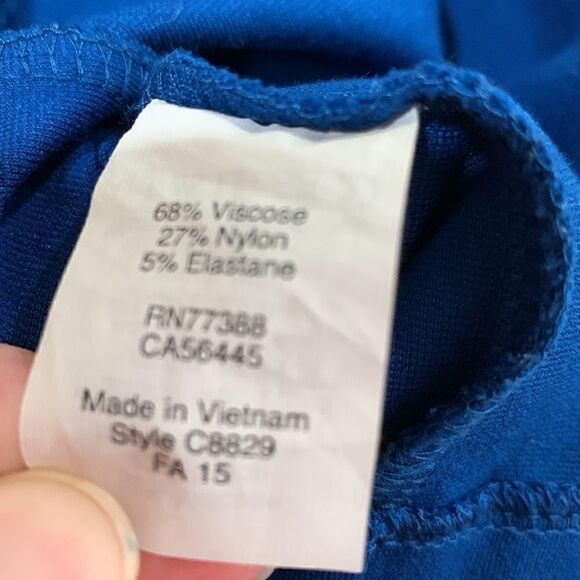 68% Viscose
27% Nylon
5% Elastane
RN77388
CA56445
Made in Vietnam
Style C8829
FA 15